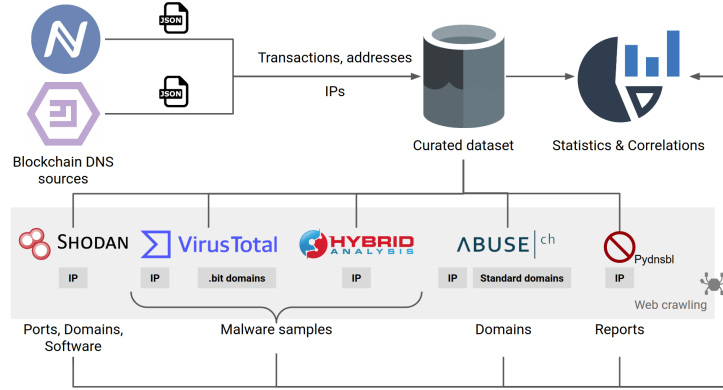 JSON
JSON
Transactions, addresses
IPs
Blockchain DNS
sources
Curated dataset
Statistics & Correlations
SHODAN
VirusTotal
HYBRID
ANALYSIS
ABUSE|ch
Pydnsbl
IP
IP
.bit domains
IP
IP
Standard domains
IP
Web crawling
Ports, Domains,
Software
Malware samples
Domains
Reports